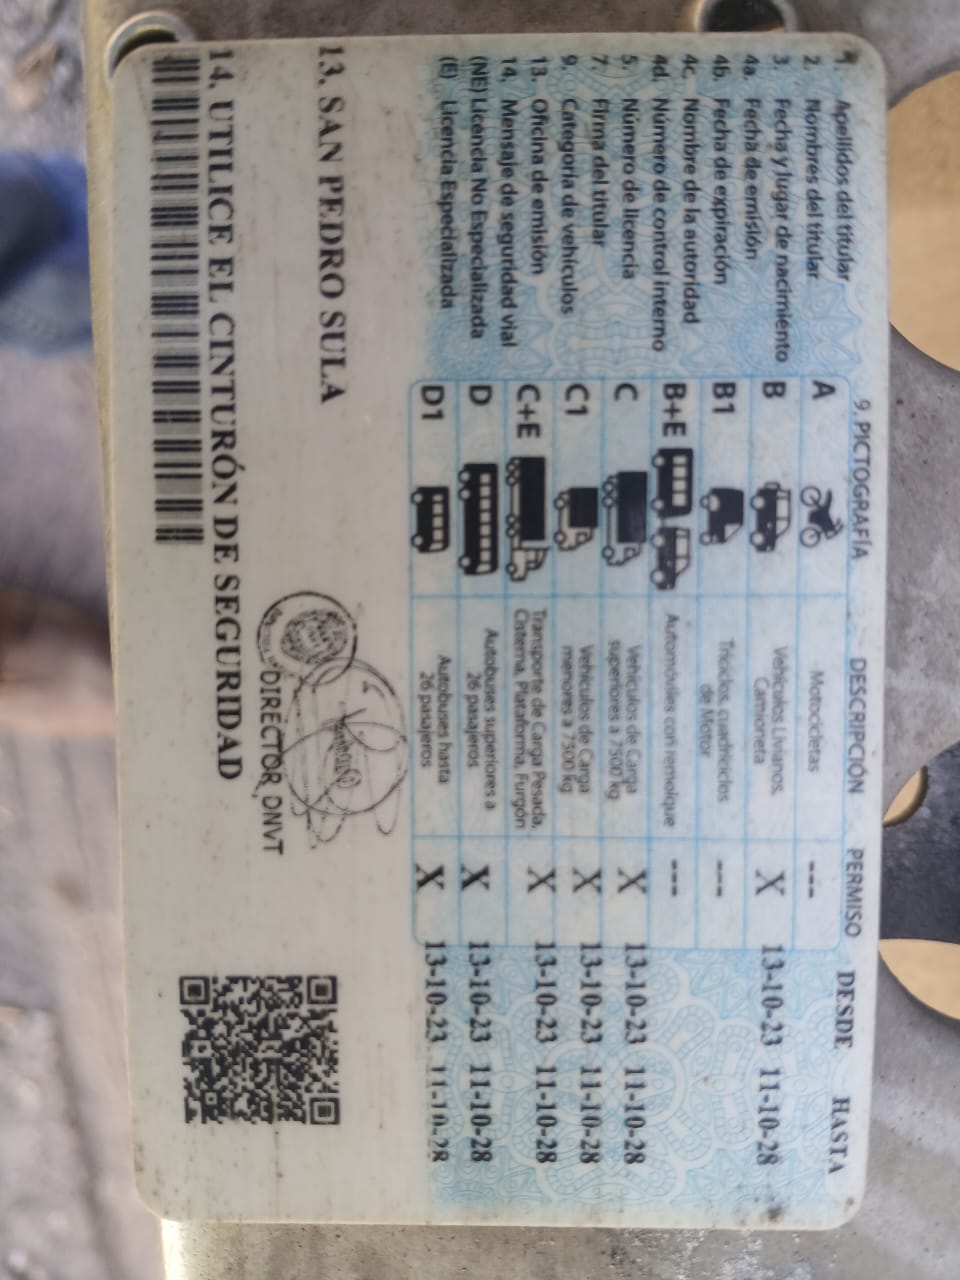 1. Apellidos del titular
2. Nombres del titular
3. Fecha y lugar de nacimiento
4a. Fecha de emisión
4b. Fecha de expiración
4c. Nombre de la autoridad
4d. Número de control interno
5. Número de licencia
7. Firma del titular
9. Categoría de vehículos
13. Oficina de emisión
14. Mensaje de seguridad vial
(NE) Licencia No Especializada
(E) Licencia Especializada
9. PICTOGRAFÍA DESCRIPCIÓN PERMISO DESDE HASTA
A Motocicletas ---
B Vehículos Livianos, Camioneta X 13-10-23 11-10-28
B1 Triciclos, cuadriciclos de Motor ---
B+E Automóviles con remolque ---
C Vehículos de Carga superiores a 7500 kg X 13-10-23 11-10-28
C1 Vehículos de Carga menores a 7500 kg X 13-10-23 11-10-28
C+E Transporte de Carga Pesada, Cisterna, Plataforma, Furgón X 13-10-23 11-10-28
D Autobuses superiores a 26 pasajeros X 13-10-23 11-10-28
D1 Autobuses hasta 26 pasajeros X 13-10-23 11-10-28
13. SAN PEDRO SULA
DIRECTOR DNVT
14. UTILICE EL CINTURÓN DE SEGURIDAD